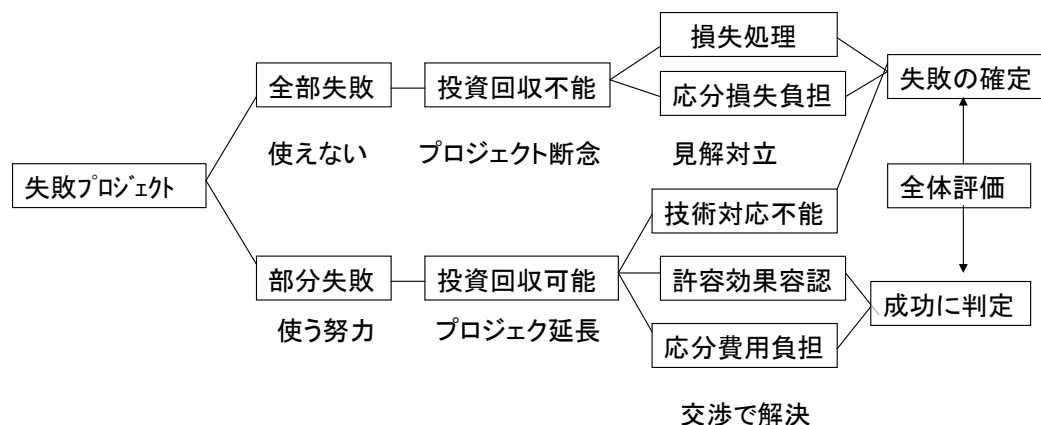 損失処理
全部失敗
投資回収不能
応分損失負担
失敗の確定
使えない
プロジェクト断念
見解対立
失敗ﾌﾟﾛｼﾞｪｸﾄ
全体評価
技術対応不能
部分失敗
投資回収可能
許容効果容認
成功に判定
使う努力
プロジェク延長
応分費用負担
交渉で解決